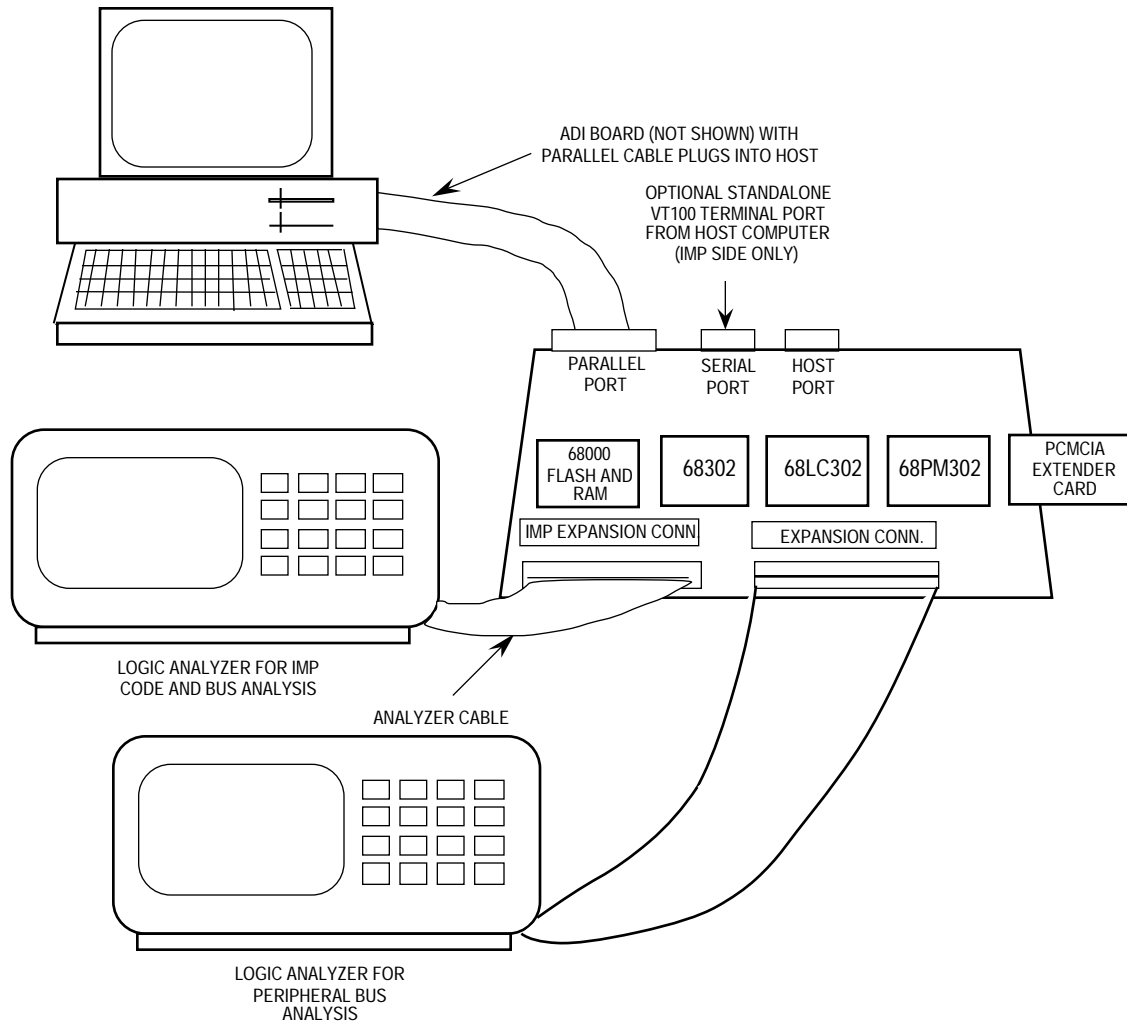 ADI BOARD (NOT SHOWN) WITH
PARALLEL CABLE PLUGS INTO HOST
OPTIONAL STANDALONE
VT100 TERMINAL PORT
FROM HOST COMPUTER
(IMP SIDE ONLY)
PARALLEL
PORT
SERIAL
PORT
HOST
PORT
68000
FLASH AND
RAM
68302
68LC302
68PM302
PCMCIA
EXTENDER
CARD
IMP EXPANSION CONN.
EXPANSION CONN.
LOGIC ANALYZER FOR IMP
CODE AND BUS ANALYSIS
ANALYZER CABLE
LOGIC ANALYZER FOR
PERIPHERAL BUS
ANALYSIS